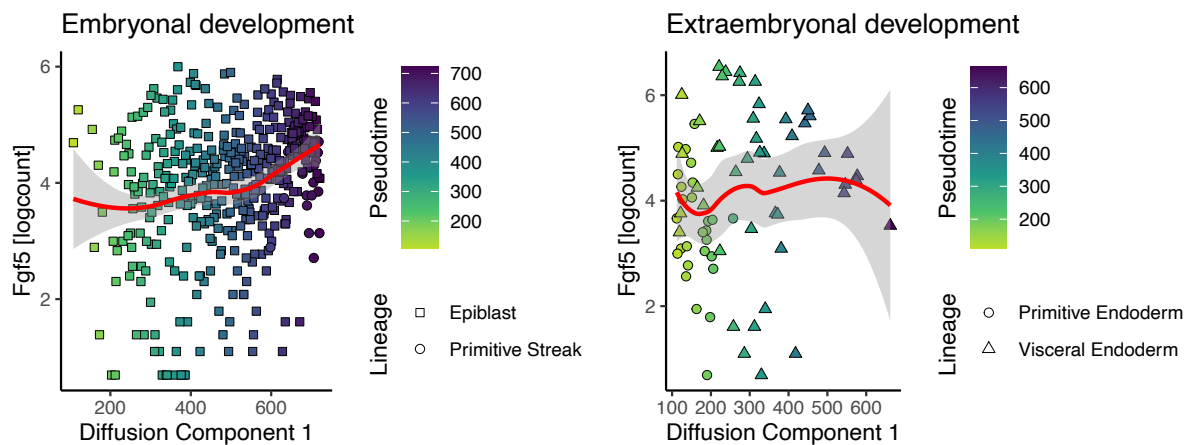 Embryonal development
Fgf5 [logcount]
6
4
2
200
400
600
Diffusion Component 1
Pseudotime
700
600
500
400
300
200
Lineage
Epiblast
Primitive Streak
Extraembryonal development
Fgf5 [logcount]
6
4
2
100
200
300
400
500
600
Diffusion Component 1
Pseudotime
600
500
400
300
200
Lineage
Primitive Endoderm
Visceral Endoderm